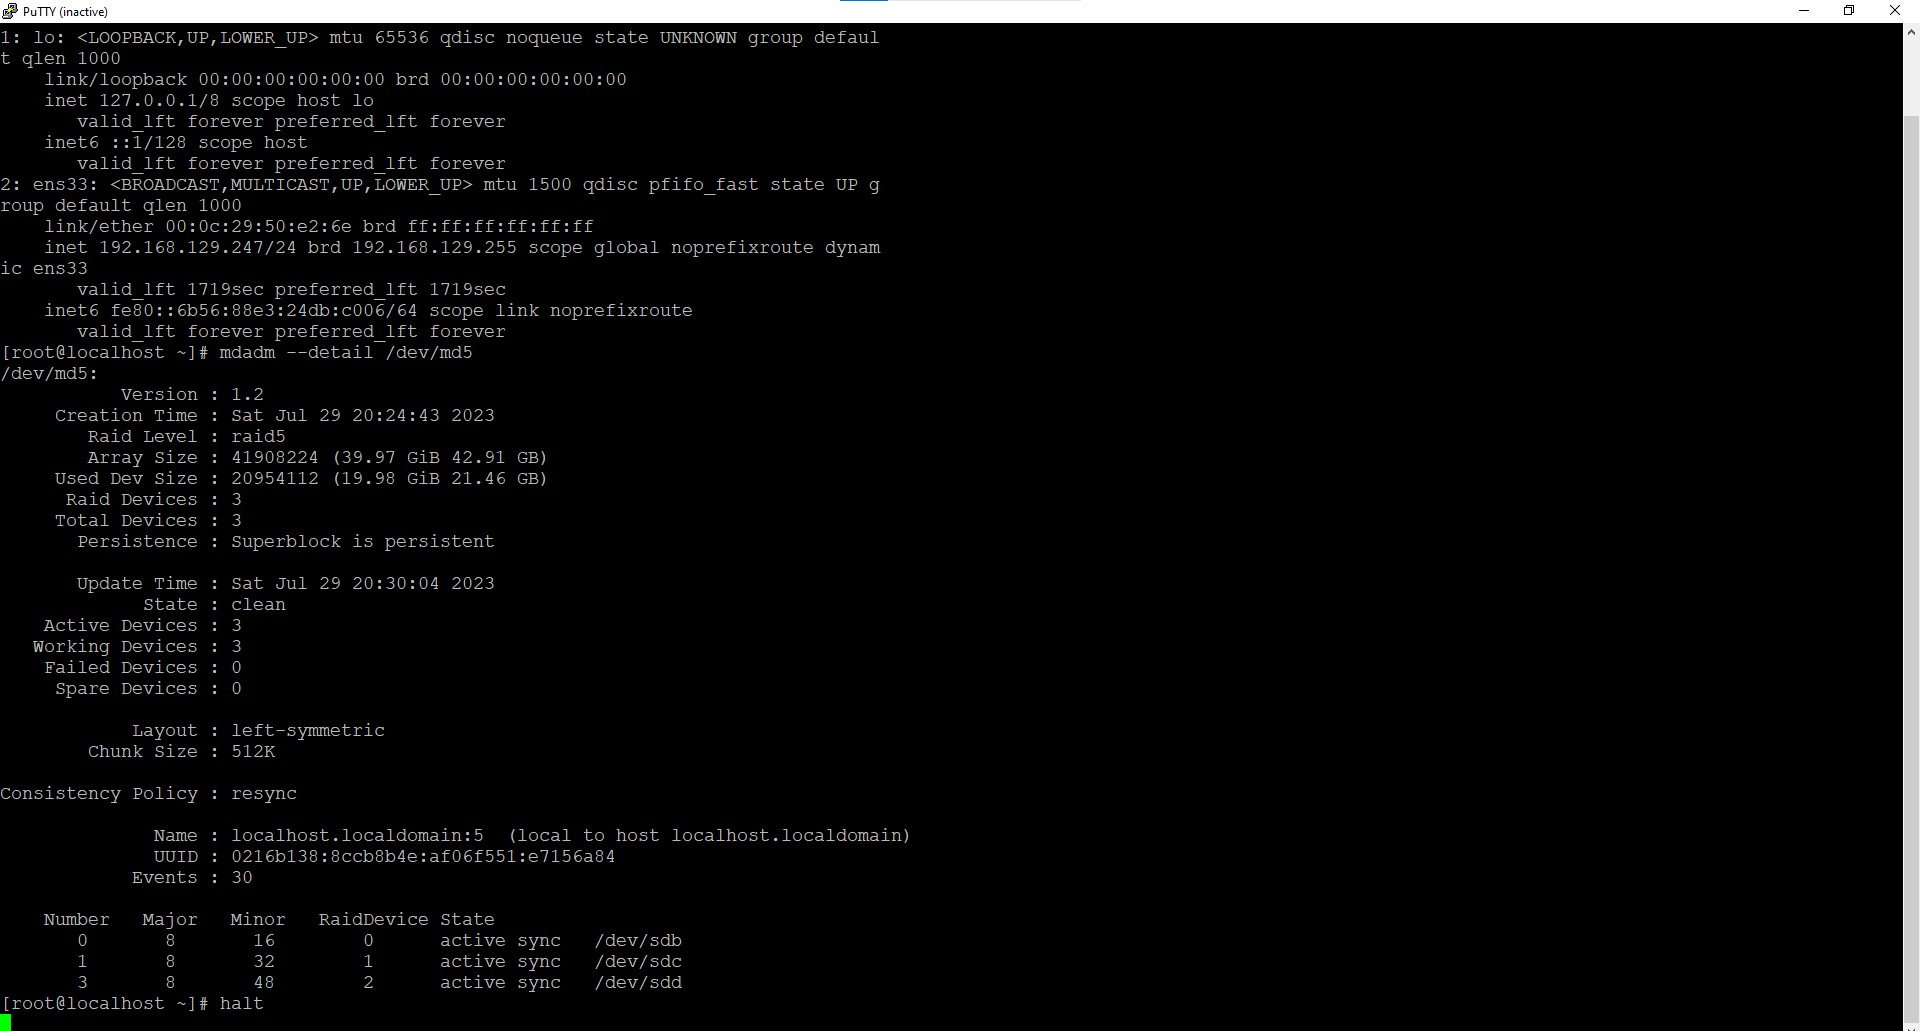 PuTTY (inactive)
1: lo: <LOOPBACK,UP,LOWER_UP> mtu 65536 qdisc noqueue state UNKNOWN group defaul
t qlen 1000
    link/loopback 00:00:00:00:00:00 brd 00:00:00:00:00:00
    inet 127.0.0.1/8 scope host lo
       valid_lft forever preferred_lft forever
    inet6 ::1/128 scope host
       valid_lft forever preferred_lft forever
2: ens33: <BROADCAST,MULTICAST,UP,LOWER_UP> mtu 1500 qdisc pfifo_fast state UP g
roup default qlen 1000
    link/ether 00:0c:29:50:e2:6e brd ff:ff:ff:ff:ff:ff
    inet 192.168.129.247/24 brd 192.168.129.255 scope global noprefixroute dynam
ic ens33
       valid_lft 1719sec preferred_lft 1719sec
    inet6 fe80::6b56:88e3:24db:c006/64 scope link noprefixroute
       valid_lft forever preferred_lft forever
[root@localhost ~]# mdadm --detail /dev/md5
/dev/md5:
           Version : 1.2
     Creation Time : Sat Jul 29 20:24:43 2023
        Raid Level : raid5
        Array Size : 41908224 (39.97 GiB 42.91 GB)
     Used Dev Size : 20954112 (19.98 GiB 21.46 GB)
      Raid Devices : 3
     Total Devices : 3
       Persistence : Superblock is persistent

       Update Time : Sat Jul 29 20:30:04 2023
             State : clean
    Active Devices : 3
   Working Devices : 3
    Failed Devices : 0
     Spare Devices : 0

            Layout : left-symmetric
        Chunk Size : 512K

Consistency Policy : resync

              Name : localhost.localdomain:5  (local to host localhost.localdomain)
              UUID : 0216b138:8ccb8b4e:af06f551:e7156a84
            Events : 30

    Number   Major   Minor   RaidDevice State
       0       8       16        0      active sync   /dev/sdb
       1       8       32        1      active sync   /dev/sdc
       3       8       48        2      active sync   /dev/sdd
[root@localhost ~]# halt